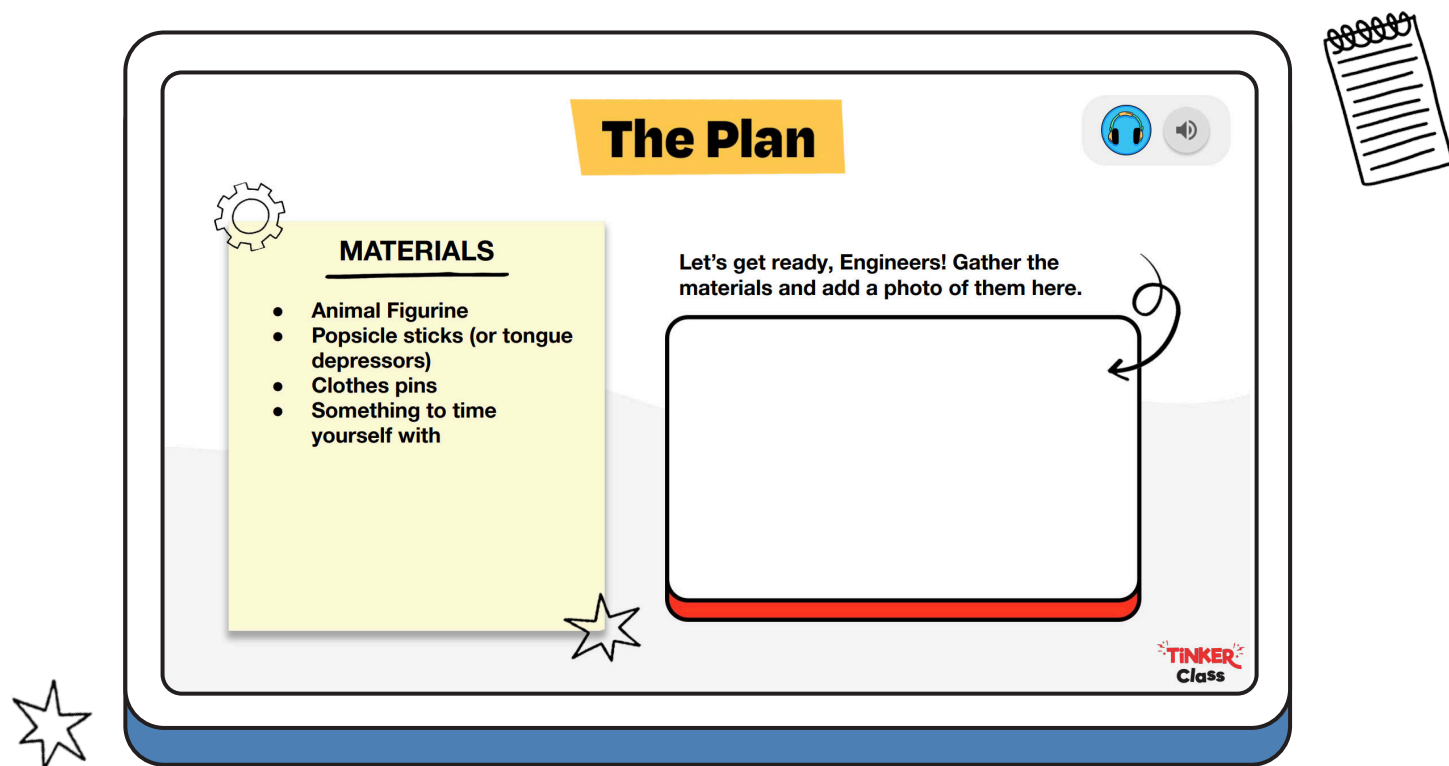 The Plan
MATERIALS
● Animal Figurine
● Popsicle sticks (or tongue
depressors)
● Clothes pins
● Something to time
yourself with
Let's get ready, Engineers! Gather the
materials and add a photo of them here.
TiNKER
Class